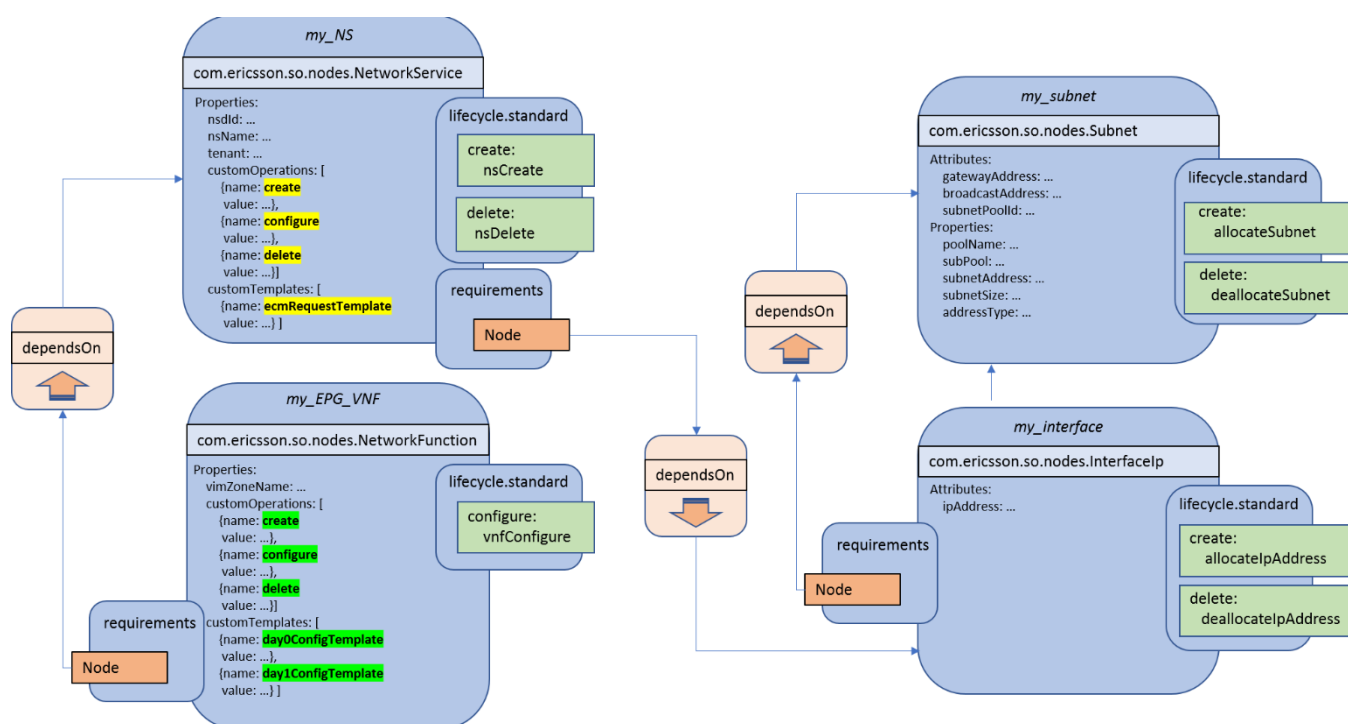 my_NS
com.ericsson.so.nodes.NetworkService
Properties:
nsdId: ...
nsName: ...
tenant: ...
customOperations: [
{name: create
value: ...},
{name: configure
value: ...},
{name: delete
value: ...}]
customTemplates: [
{name: ecmRequestTemplate
value: ...} ]
lifecycle.standard
create:
nsCreate
delete:
nsDelete
requirements
Node
dependsOn
my_EPG_VNF
com.ericsson.so.nodes.NetworkFunction
Properties:
vimZoneName: ...
customOperations: [
{name: create
value: ...},
{name: configure
value: ...},
{name: delete
value: ...}]
customTemplates: [
{name: day0ConfigTemplate
value: ...},
{name: day1ConfigTemplate
value: ...} ]
lifecycle.standard
configure:
vnfConfigure
requirements
Node
dependsOn
my_subnet
com.ericsson.so.nodes.Subnet
Attributes:
gatewayAddress: ...
broadcastAddress: ...
subnetPoolId: ...
Properties:
poolName: ...
subPool: ...
subnetAddress: ...
subnetSize: ...
addressType: ...
lifecycle.standard
create:
allocateSubnet
delete:
deallocateSubnet
dependsOn
my_interface
com.ericsson.so.nodes.InterfaceIp
Attributes:
ipAddress: ...
lifecycle.standard
create:
allocateIpAddress
delete:
deallocateIpAddress
requirements
Node